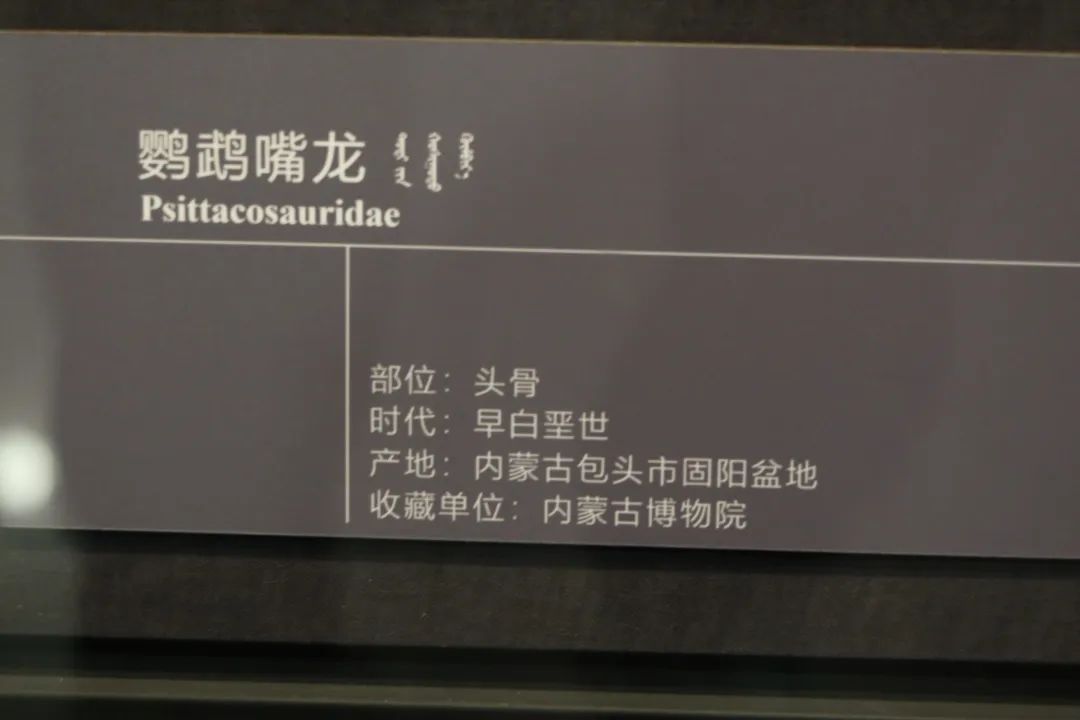 鹦鹉嘴龙
Psittacosauridae
部位：头骨
时代：早白垩世
产地：内蒙古包头市固阳盆地
收藏单位：内蒙古博物院